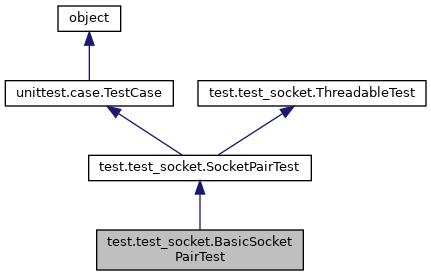 object
unittest.case.TestCase
test.test_socket.ThreadableTest
test.test_socket.SocketPairTest
test.test_socket.BasicSocket
PairTest